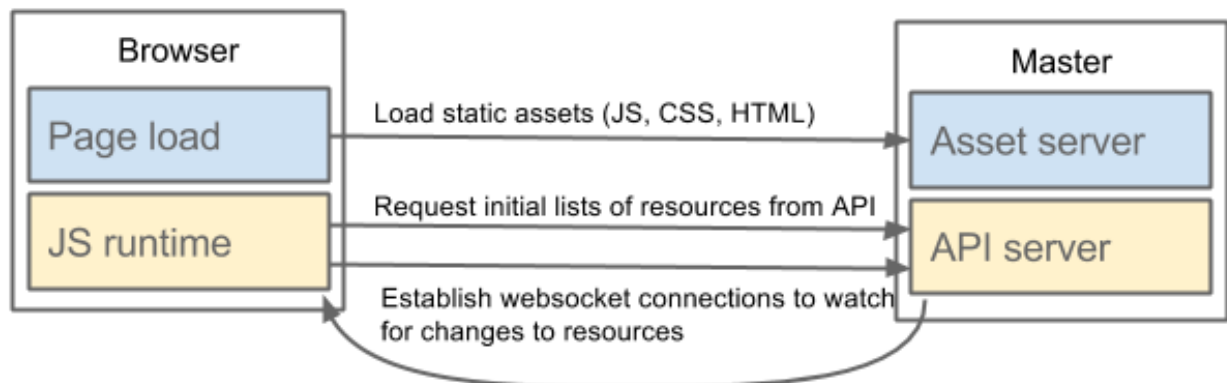 Browser
Master
Page load
Load static assets (JS, CSS, HTML)
Asset server
JS runtime
Request initial lists of resources from API
API server
Establish websocket connections to watch
for changes to resources